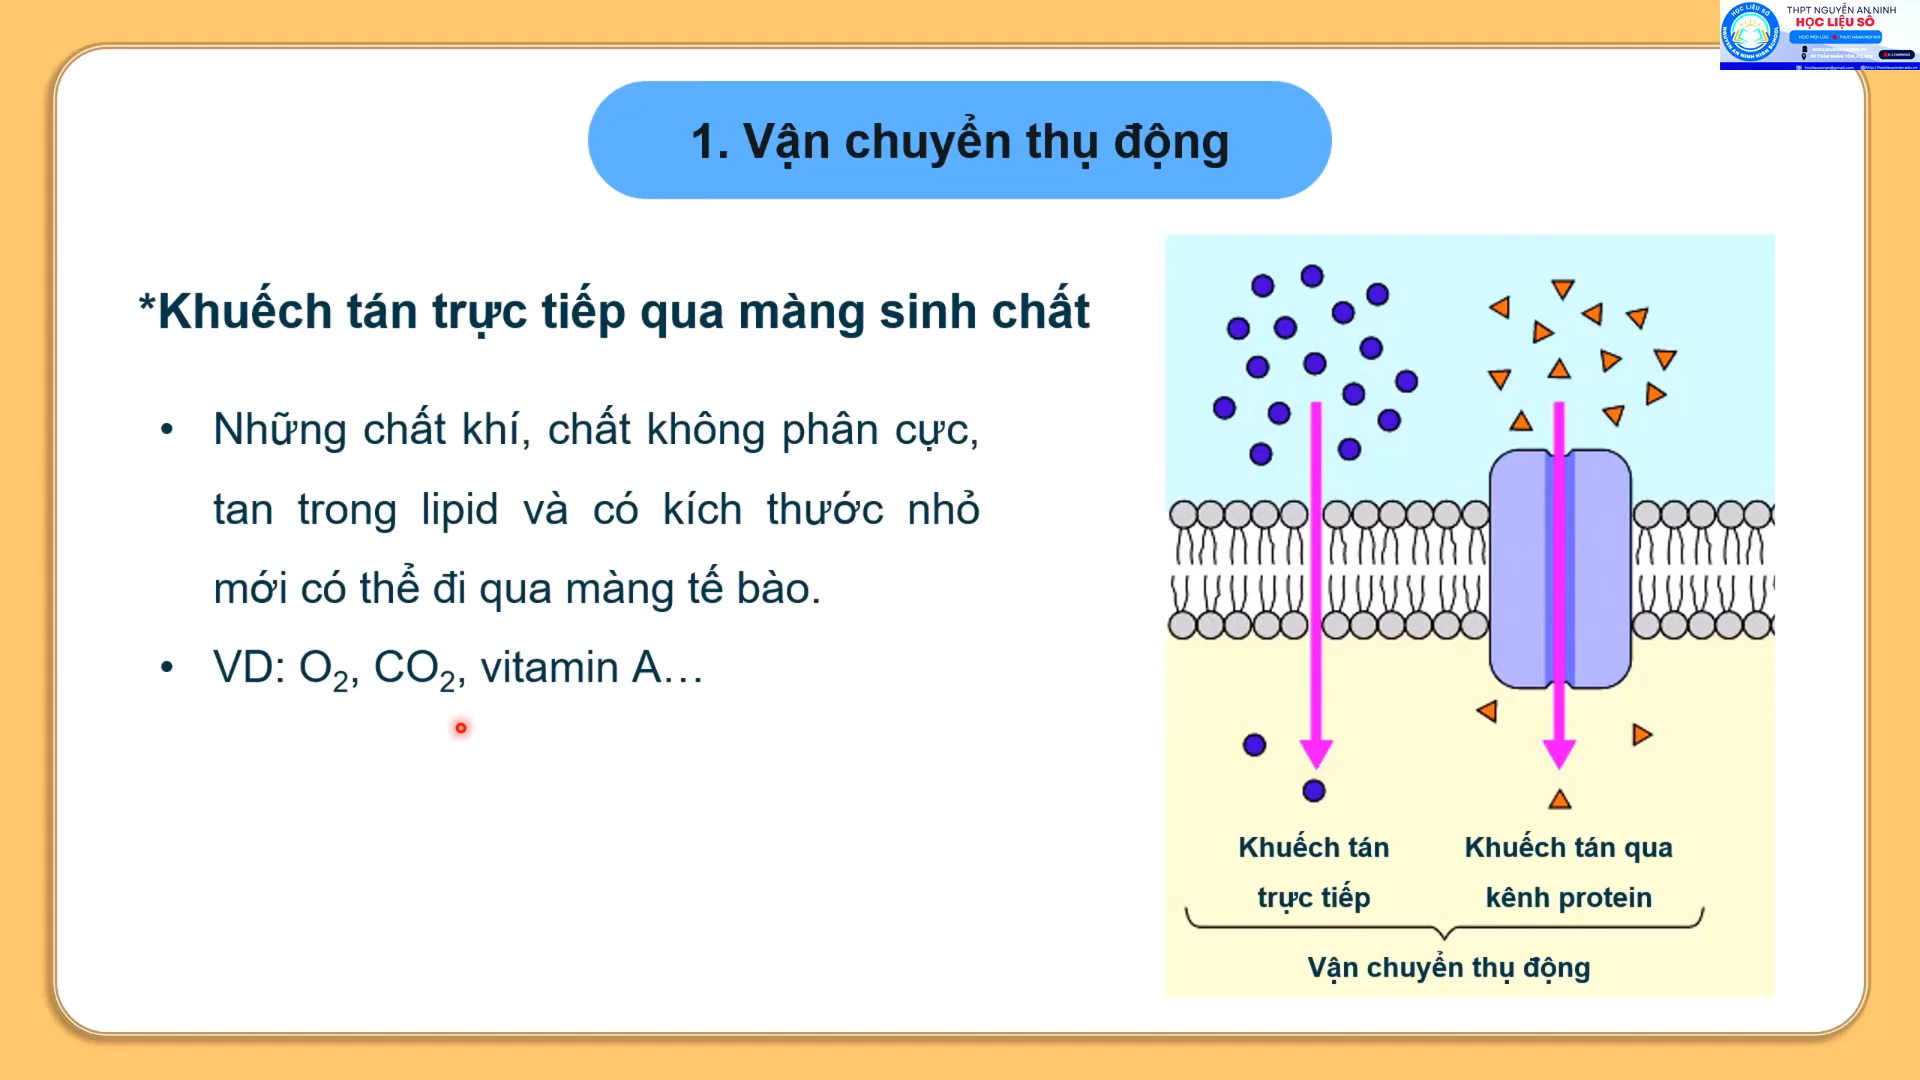 THPT NGUYỄN AN NINH
HỌC LIỆU SỐ
1. Vận chuyển thụ động
*Khuếch tán trực tiếp qua màng sinh chất
• Những chất khí, chất không phân cực,
tan trong lipid và có kích thước nhỏ
mới có thể đi qua màng tế bào.
• VD: O₂, CO₂, vitamin A…
Khuếch tán
trực tiếp
Khuếch tán qua
kênh protein
Vận chuyển thụ động